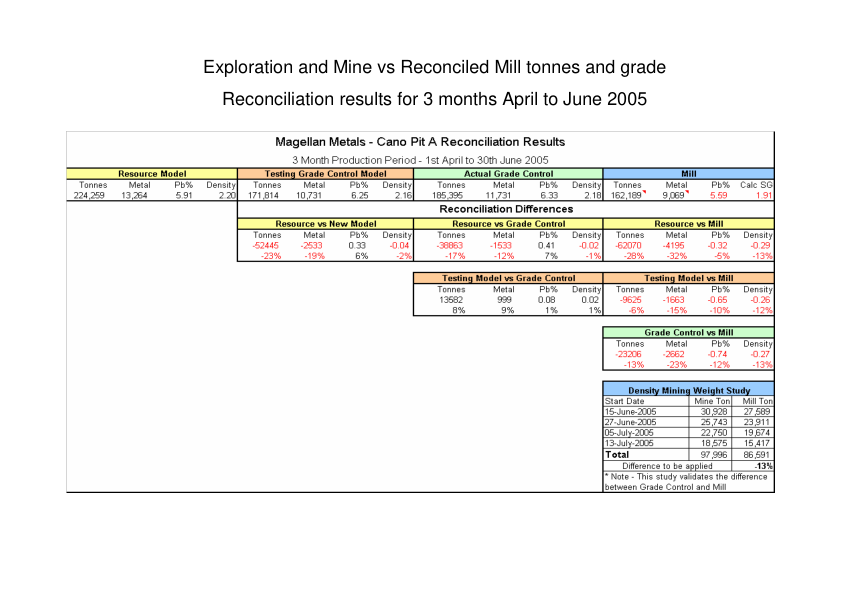 Exploration and Mine vs Reconciled Mill tonnes and grade
Reconciliation results for 3 months April to June 2005
Magellan Metals - Cano Pit A Reconciliation Results
3 Month Production Period - 1st April to 30th June 2005
Resource Model Testing Grade Control Model Actual Grade Control Mill
Tonnes Metal Pb% Density Tonnes Metal Pb% Density Tonnes Metal Pb% Density Tonnes Metal Pb% Calc SG
224,259 13,264 5.91 2.20 171,814 10,731 6.25 2.16 185,395 11,731 6.33 2.18 162,189 9,069 5.59 1.91
Reconciliation Differences
Resource vs New Model Resource vs Grade Control Resource vs Mill
Tonnes Metal Pb% Density Tonnes Metal Pb% Density Tonnes Metal Pb% Density
-52445 -2533 0.33 -0.04 -38863 -1533 0.41 -0.02 -62070 -4195 -0.32 -0.29
-23% -19% 6% -2% -17% -12% 7% -1% -28% -32% -5% -13%
Testing Model vs Grade Control Testing Model vs Mill
Tonnes Metal Pb% Density Tonnes Metal Pb% Density
13582 999 0.08 0.02 -9625 -1663 -0.65 -0.26
8% 9% 1% 1% -6% -15% -10% -12%
Grade Control vs Mill
Tonnes Metal Pb% Density
-23206 -2662 -0.74 -0.27
-13% -23% -12% -13%
Density Mining Weight Study
Start Date Mine Ton Mill Ton
15-June-2005 30,928 27,589
27-June-2005 25,743 23,911
05-July-2005 22,750 19,674
13-July-2005 18,575 15,417
Total 97,996 86,591
Difference to be applied -13%
* Note - This study validates the difference
between Grade Control and Mill